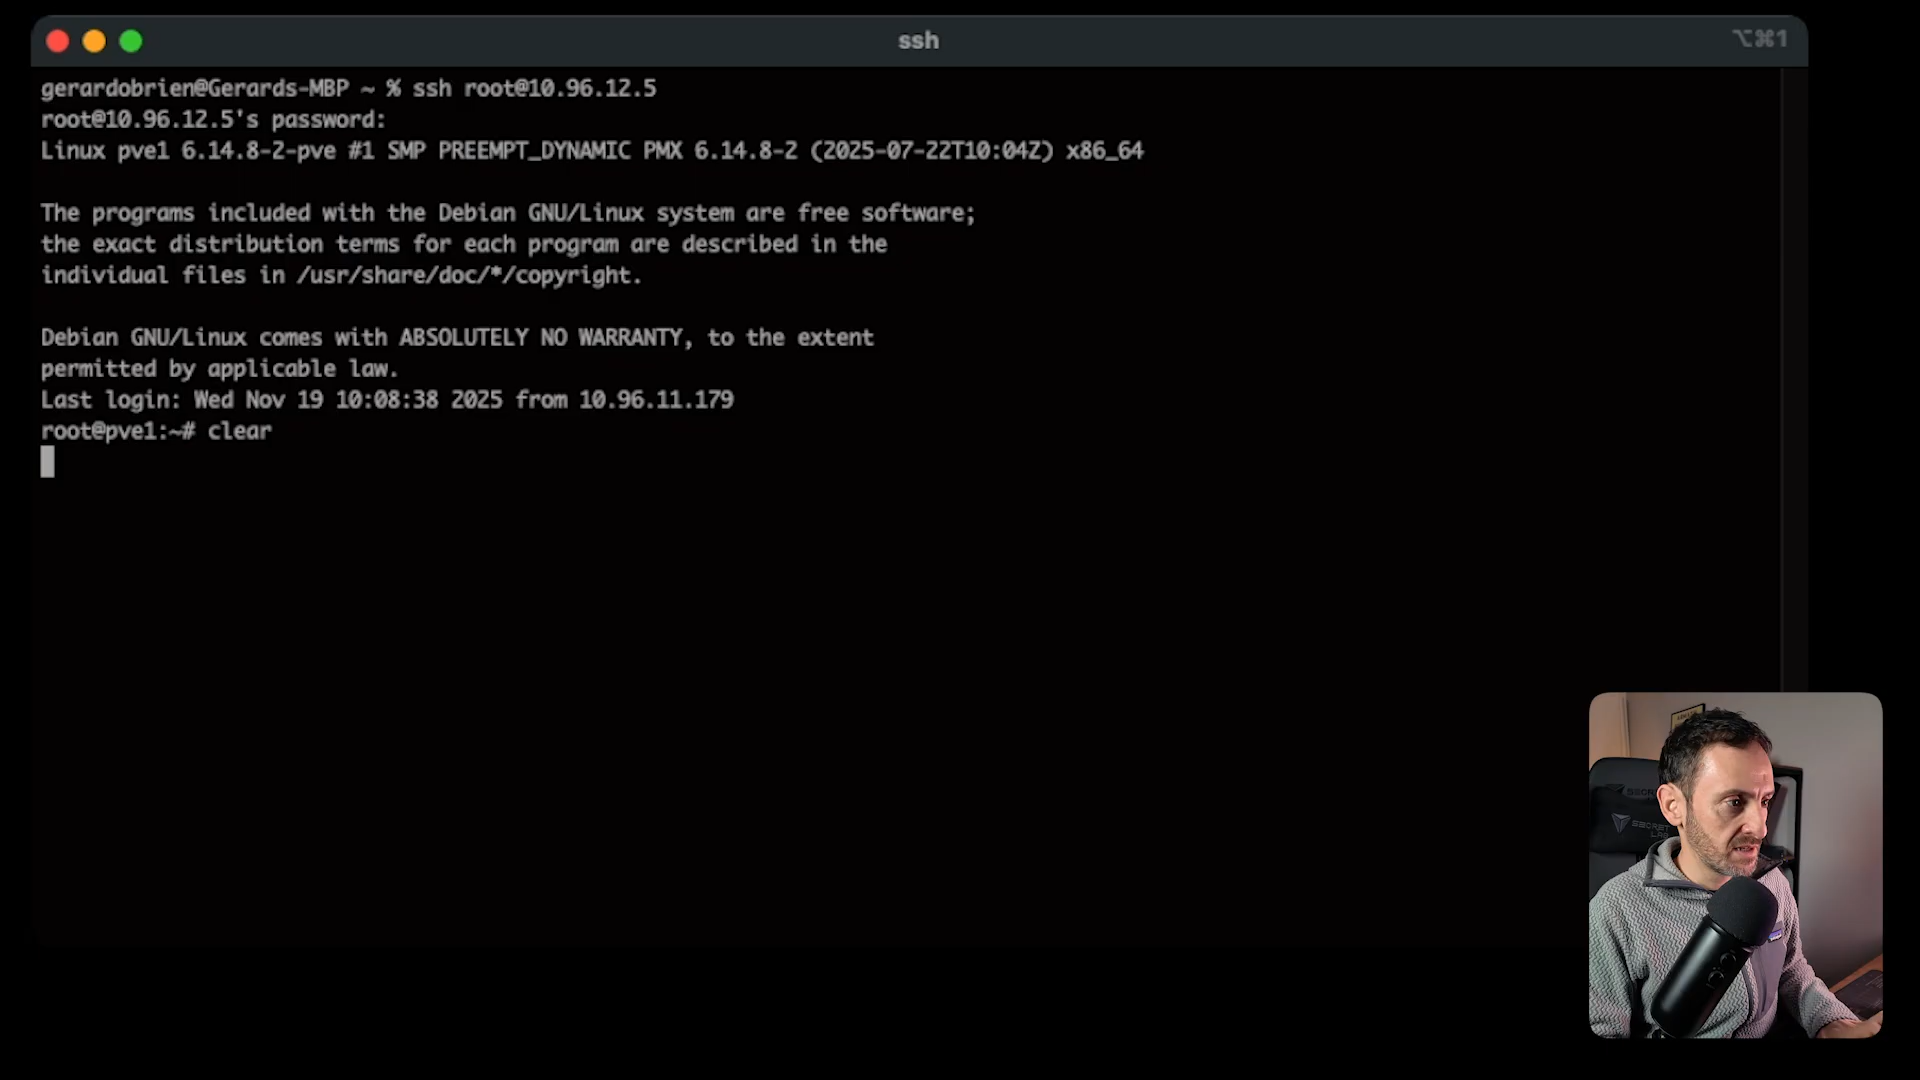 ssh
⌥⌘1
gerardobrien@Gerards-MBP ~ % ssh root@10.96.12.5
root@10.96.12.5's password:
Linux pve1 6.14.8-2-pve #1 SMP PREEMPT_DYNAMIC PMX 6.14.8-2 (2025-07-22T10:04Z) x86_64
The programs included with the Debian GNU/Linux system are free software;
the exact distribution terms for each program are described in the
individual files in /usr/share/doc/*/copyright.
Debian GNU/Linux comes with ABSOLUTELY NO WARRANTY, to the extent
permitted by applicable law.
Last login: Wed Nov 19 10:08:38 2025 from 10.96.11.179
root@pve1:~# clear
SECRET
LAB